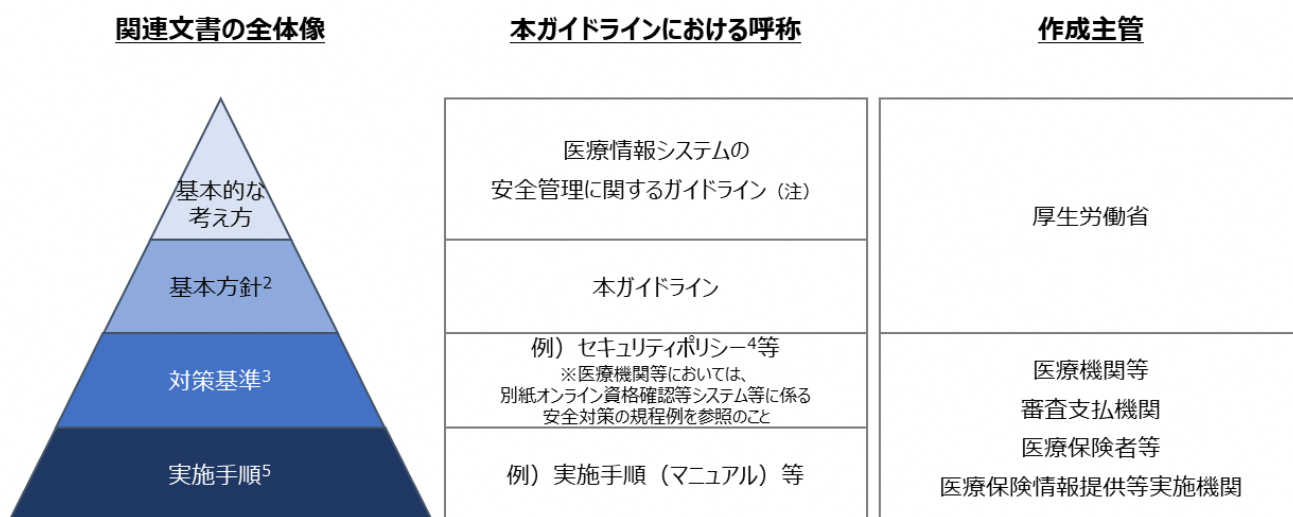 関連文書の全体像
本ガイドラインにおける呼称
作成主管
基本的な
考え方
医療情報システムの
安全管理に関するガイドライン（注）
厚生労働省
基本方針2
本ガイドライン
対策基準3
例）セキュリティポリシー4等
※医療機関等においては、
別紙オンライン資格確認等システム等に係る
安全対策の規程例を参照のこと
実施手順5
例）実施手順（マニュアル）等
医療機関等
審査支払機関
医療保険者等
医療保険情報提供等実施機関